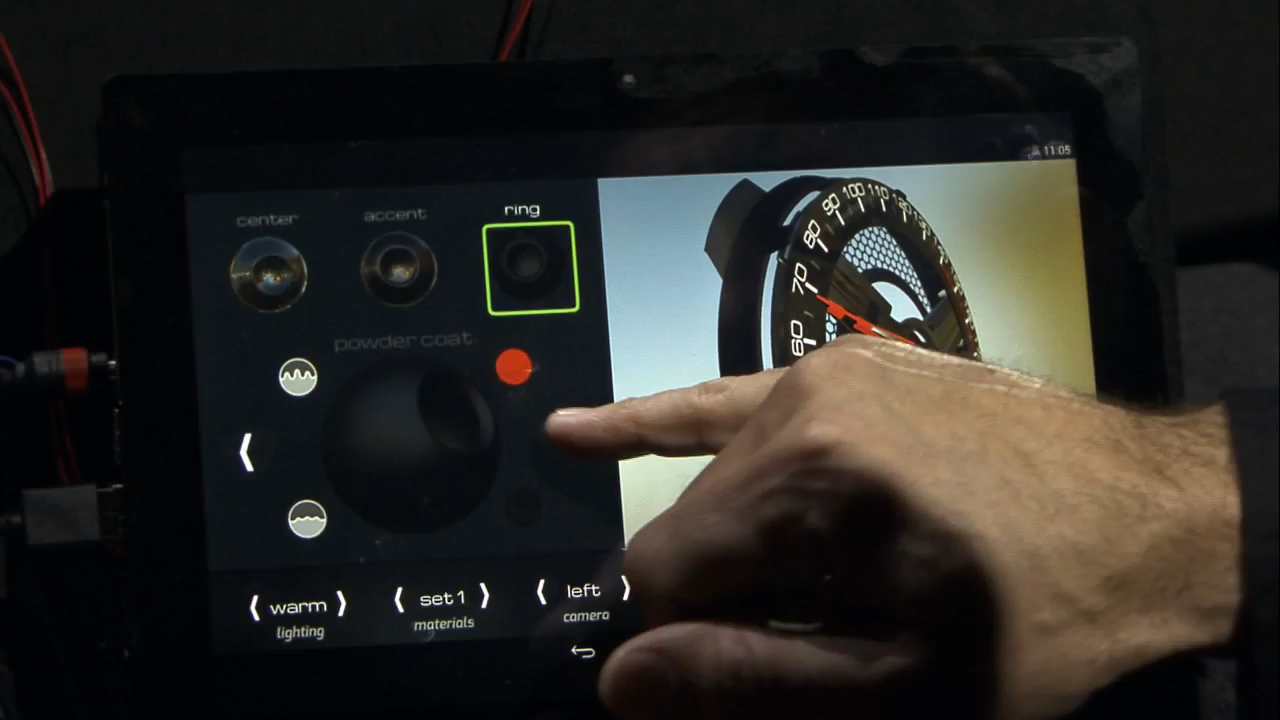 11:05
center
accent
ring
powder coat
60
70
80
90
100
110
120
warm
lighting
set 1
materials
left
camera